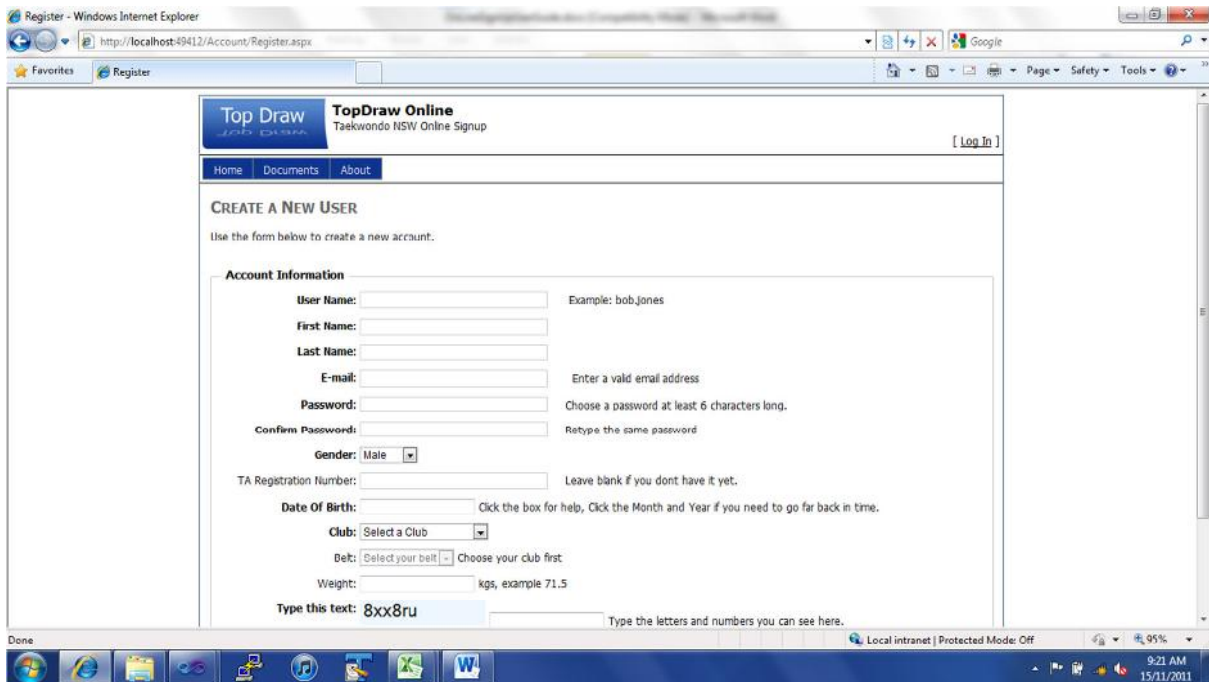 Register - Windows Internet Explorer
http://localhost:49412/Account/Register.aspx
Google
Favorites
Register
Page
Safety
Tools
Top Draw
TopDraw Online
Taekwondo NSW Online Signup
[ Log In ]
Home
Documents
About
CREATE A NEW USER
Use the form below to create a new account.
Account Information
User Name:
Example: bob.jones
First Name:
Last Name:
E-mail:
Enter a valid email address
Password:
Choose a password at least 6 characters long.
Confirm Password:
Retype the same password
Gender: Male
TA Registration Number:
Leave blank if you dont have it yet.
Date Of Birth:
Click the box for help, Click the Month and Year if you need to go far back in time.
Club: Select a Club
Belt: Select your belt Choose your club first
Weight:
kgs, example 71.5
Type this text: 8xx8ru
Type the letters and numbers you can see here.
Done
Local intranet | Protected Mode: Off
95%
9:21 AM
15/11/2011